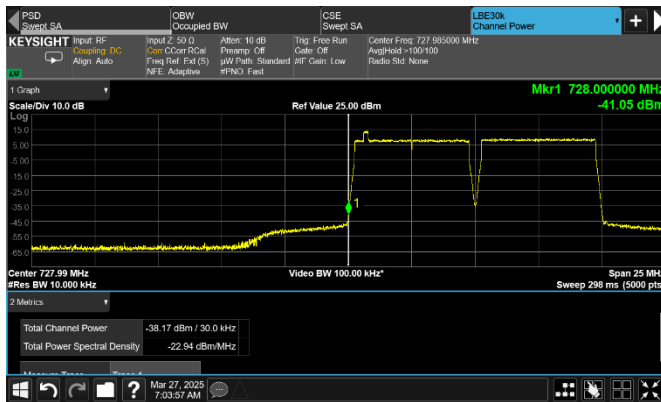 PSD
Swept SA
OBW
Occupied BW
CSE
Swept SA
LBE30k
Channel Power
KEYSIGHT
Input: RF
Coupling: DC
Align: Auto
Input Z: 50 Ω
Corr CCorr RCal
Freq Ref: Ext (S)
NFE: Adaptive
Atten: 10 dB
Preamp: Off
µW Path: Standard
#PNO: Fast
Trig: Free Run
Gate: Off
#IF Gain: Low
Center Freq: 727.985000 MHz
Avg|Hold:>100/100
Radio Std: None
1 Graph
Mkr1 728.000000 MHz
Scale/Div 10.0 dB
Ref Value 25.00 dBm
-41.05 dBm
Log
15.0
5.00
-5.00
-15.0
-25.0
-35.0
-45.0
-55.0
-65.0
1
Center 727.99 MHz
Video BW 100.00 kHz*
Span 25 MHz
#Res BW 10.000 kHz
Sweep 298 ms (5000 pts)
2 Metrics
Total Channel Power
-38.17 dBm / 30.0 kHz
Total Power Spectral Density
-22.94 dBm/MHz
?
Mar 27, 2025
7:03:57 AM